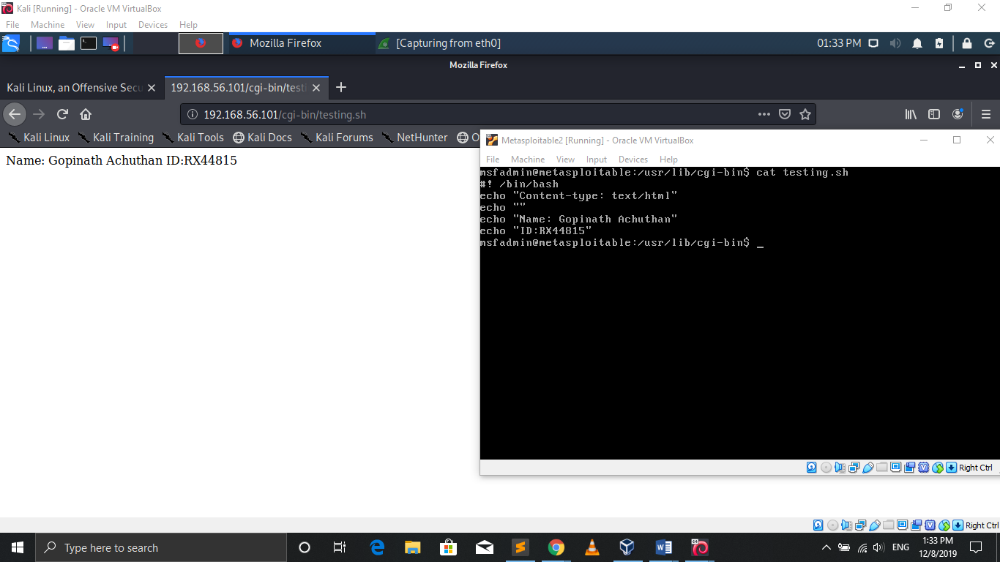 Kali [Running] - Oracle VM VirtualBox
File Machine View Input Devices Help
Mozilla Firefox [Capturing from eth0] 01:33 PM
Mozilla Firefox
Kali Linux, an Offensive Secu 192.168.56.101/cgi-bin/testi
192.168.56.101/cgi-bin/testing.sh
Kali Linux Kali Training Kali Tools Kali Docs Kali Forums NetHunter O
Name: Gopinath Achuthan ID:RX44815
Metasploitable2 [Running] - Oracle VM VirtualBox
File Machine View Input Devices Help
msfadmin@metasploitable:/usr/lib/cgi-bin$ cat testing.sh
#! /bin/bash
echo "Content-type: text/html"
echo ""
echo "Name: Gopinath Achuthan"
echo "ID:RX44815"
msfadmin@metasploitable:/usr/lib/cgi-bin$ _
Right Ctrl
Right Ctrl
Type here to search
ENG 1:33 PM
12/8/2019